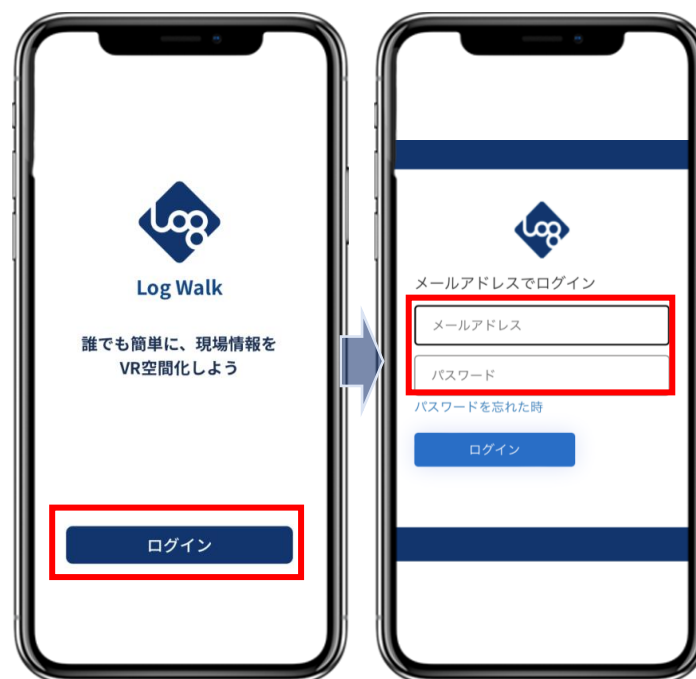 Log
Log Walk
誰でも簡単に、現場情報を
VR空間化しよう
ログイン
Log
メールアドレスでログイン
メールアドレス
パスワード
パスワードを忘れた時
ログイン